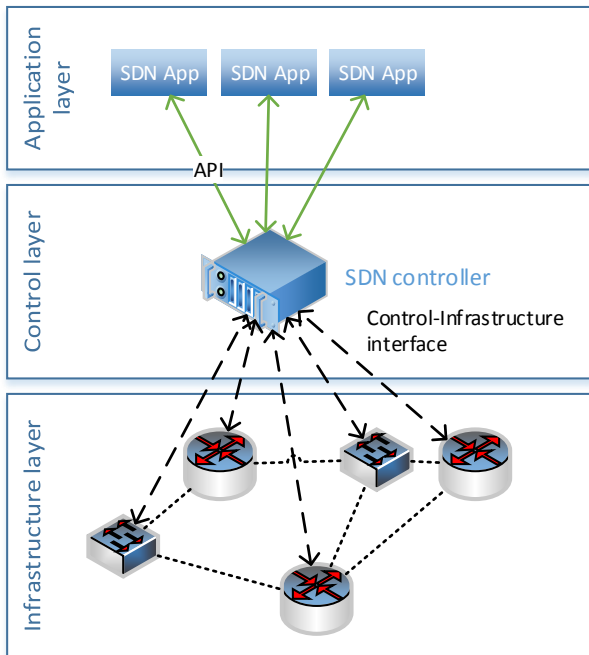 Application
layer
SDN App
SDN App
SDN App
API
Control layer
SDN controller
Control-Infrastructure
interface
Infrastructure layer